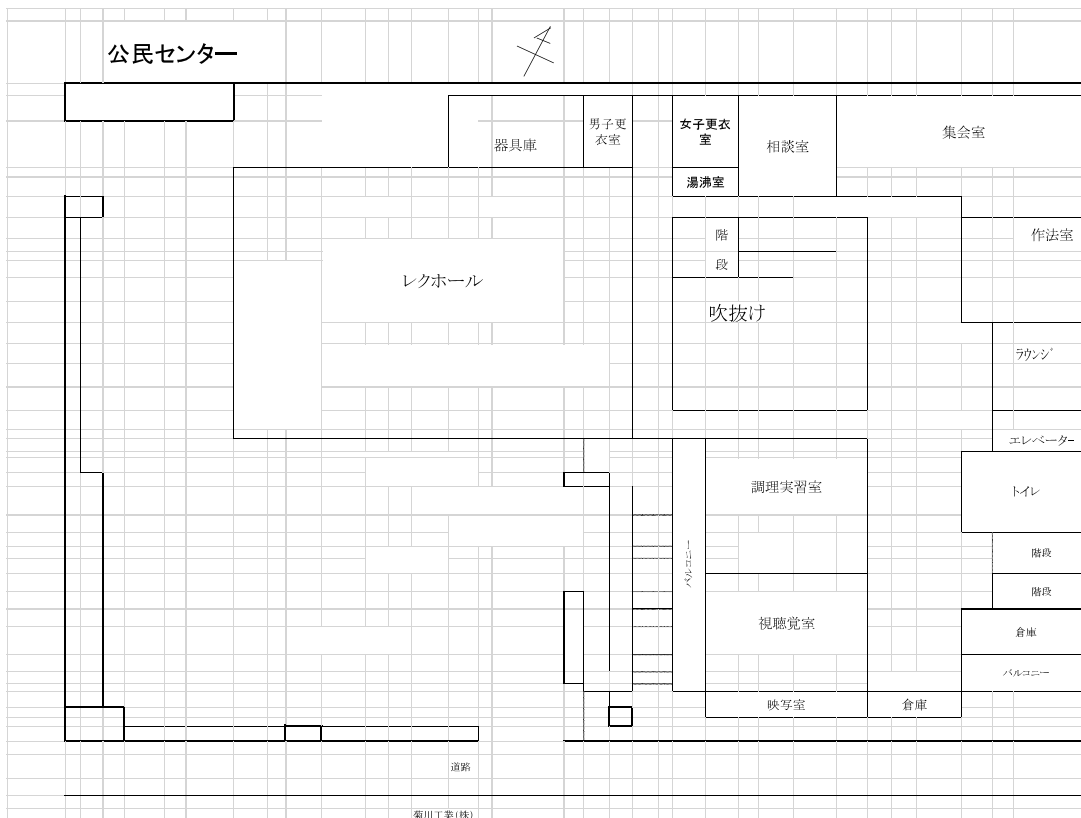 公民センター
男子更
衣室
女子更衣
室
器具庫
相談室
集会室
湯沸室
階
段
作法室
レクホール
吹抜け
ラウンジ
エレベーター
調理実習室
トイレ
バルコニー
階段
階段
視聴覚室
倉庫
バルコニー
映写室
倉庫
道路
菊川工業(株)